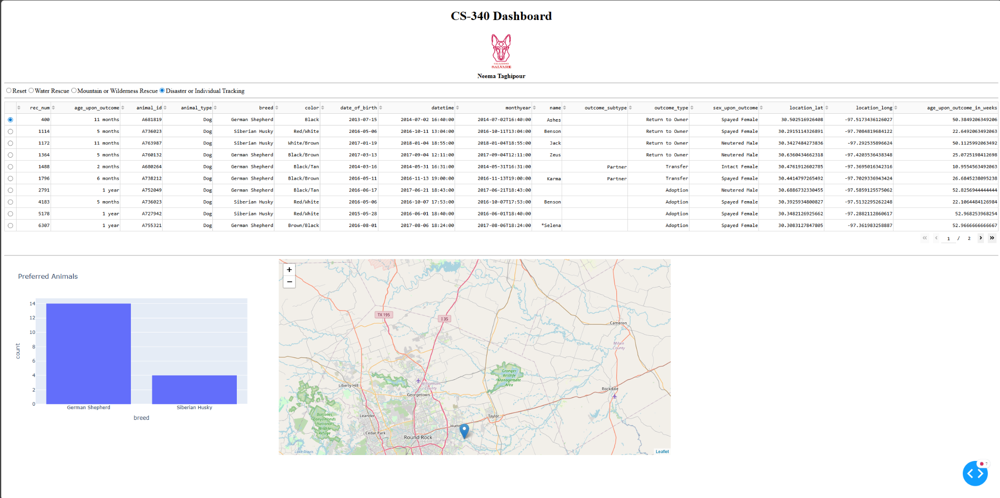 CS-340 Dashboard
GRAZIOSO
SALVARE
Neema Taghipour
Reset Water Rescue Mountain or Wilderness Rescue Disaster or Individual Tracking
rec_num age_upon_outcome animal_id animal_type breed color date_of_birth datetime monthyear name outcome_subtype outcome_type sex_upon_outcome location_lat location_long age_upon_outcome_in_weeks
400 11 months A681819 Dog German Shepherd Black 2013-07-15 2014-07-02 16:40:00 2014-07-02T16:40:00 Ashes Return to Owner Spayed Female 30.502516926408 -97.5173436126027 50.3849206349206
1114 5 months A736023 Dog Siberian Husky Red/White 2016-05-06 2016-10-11 13:04:00 2016-10-11T13:04:00 Benson Return to Owner Spayed Female 30.2915114326891 -97.7084819684122 22.6492063492063
1172 11 months A763987 Dog Siberian Husky White/Brown 2017-01-19 2018-01-04 18:55:00 2018-01-04T18:55:00 Jack Return to Owner Neutered Male 30.3427484273836 -97.292535896624 50.1125992063492
1364 5 months A760132 Dog German Shepherd Black/Brown 2017-03-13 2017-09-04 12:11:00 2017-09-04T12:11:00 Zeus Return to Owner Neutered Male 30.6360434662318 -97.4203536438348 25.0725198412698
1488 2 months A680264 Dog German Shepherd Black/Tan 2014-03-16 2014-05-31 16:31:00 2014-05-31T16:31:00 Partner Transfer Intact Female 30.4761912602785 -97.3695016342316 10.9554563492063
1796 6 months A738212 Dog German Shepherd Black/Brown 2016-05-11 2016-11-13 19:00:00 2016-11-13T19:00:00 Karma Partner Transfer Spayed Female 30.4414797265492 -97.7029336943424 26.6845238095238
2791 1 year A752049 Dog German Shepherd Black/Tan 2016-06-17 2017-06-21 18:43:00 2017-06-21T18:43:00 Adoption Neutered Male 30.6886732330455 -97.5859125575062 52.8256944444444
4183 5 months A736023 Dog Siberian Husky Red/White 2016-05-06 2016-10-07 17:53:00 2016-10-07T17:53:00 Benson Adoption Spayed Female 30.3925934800827 -97.5132295262248 22.1064484126984
5178 1 year A727942 Dog Siberian Husky Red/White 2015-05-28 2016-06-01 18:40:00 2016-06-01T18:40:00 Adoption Spayed Female 30.3482126925662 -97.2882112860617 52.968253968254
6307 1 year A755321 Dog German Shepherd Brown/Black 2016-08-01 2017-08-06 18:24:00 2017-08-06T18:24:00 *Selena Adoption Spayed Female 30.3083127847805 -97.361983258887 52.9666666666667
1 / 2
Preferred Animals
14
12
10
8
6
4
2
0
count
German Shepherd Siberian Husky
breed
+
−
TX 195
I 35
Cameron
Milam
County
Granger
Wildlife
Management
Area
Liberty Hill
Williamson
County
Georgetown
Rockdale
Balcones
Canyonlands
National
Wildlife
Refuge
Leander
Taylor
Hutto
Cedar Park
Round Rock
Lake Travis
Leaflet
7